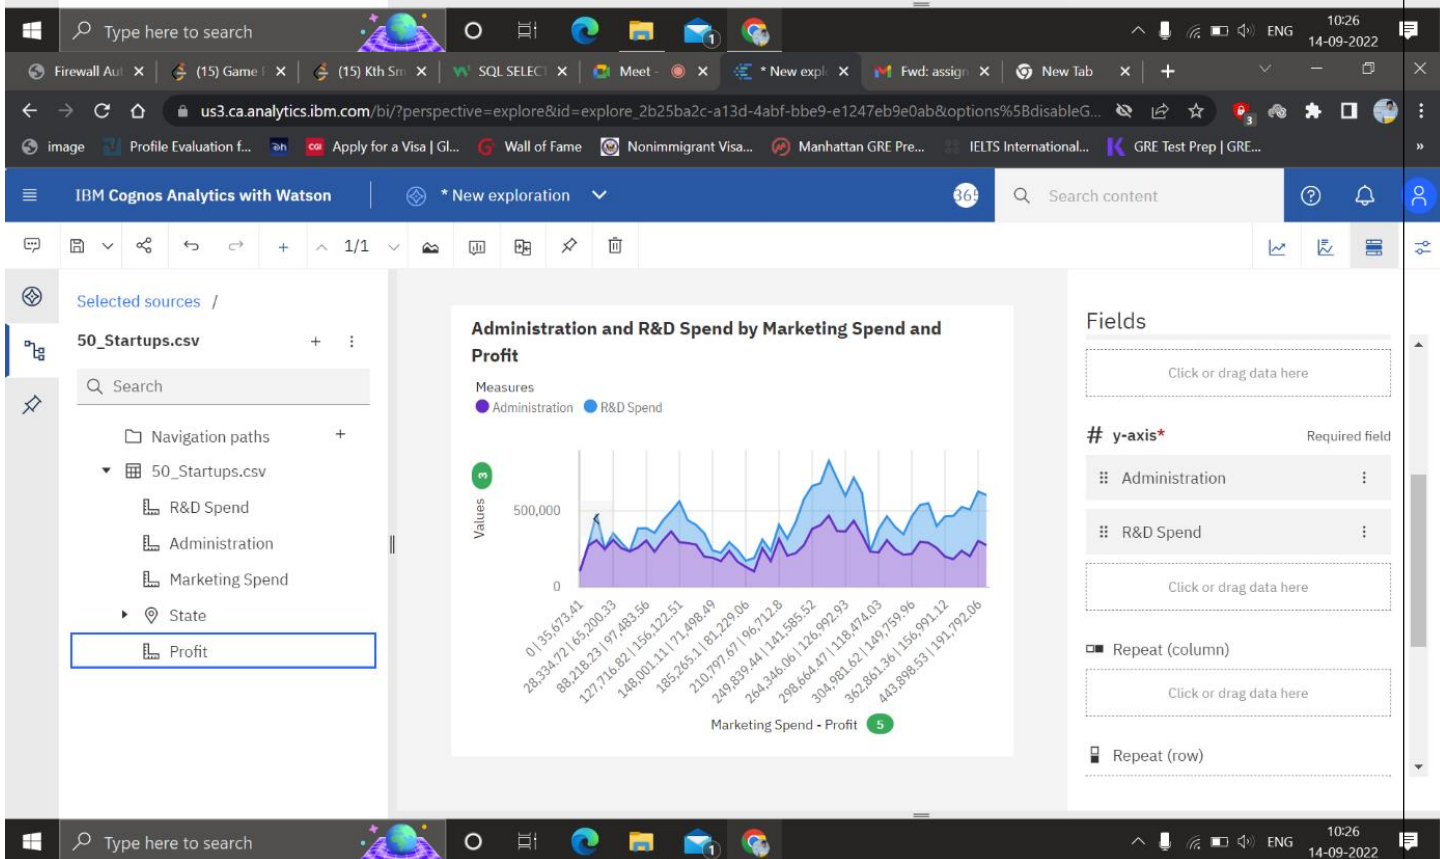 Type here to search
1
ENG
10:26
14-09-2022
Firewall Aut
(15) Game
(15) Kth Sm
SQL SELECT
Meet -
* New expl
Fwd: assign
New Tab
us3.ca.analytics.ibm.com/bi/?perspective=explore&id=explore_2b25ba2c-a13d-4abf-bbe9-e1247eb9e0ab&options%5BdisableG...
3
image
Profile Evaluation f...
CGI
Apply for a Visa | Gl...
Wall of Fame
Nonimmigrant Visa...
Manhattan GRE Pre...
IELTS International...
GRE Test Prep | GRE...
»
IBM Cognos Analytics with Watson
* New exploration
365
Search content
1/1
Selected sources /
50_Startups.csv
Search
Navigation paths
50_Startups.csv
R&D Spend
Administration
Marketing Spend
State
Profit
Administration and R&D Spend by Marketing Spend and
Profit
Measures
Administration R&D Spend
3
Values
500,000
0
0 | 35,673.41
28,334.72 | 65,200.33
88,218.23 | 97,483.56
127,716.82 | 156,122.51
148,001.11 | 71,498.49
185,265.1 | 81,229.06
210,797.67 | 96,712.8
249,839.44 | 141,585.52
264,346.06 | 126,992.93
298,664.47 | 118,474.03
304,981.62 | 149,759.96
362,861.36 | 156,991.12
443,898.53 | 191,792.06
Marketing Spend - Profit 5
Fields
Click or drag data here
# y-axis* Required field
Administration
R&D Spend
Click or drag data here
Repeat (column)
Click or drag data here
Repeat (row)
Type here to search
1
ENG
10:26
14-09-2022